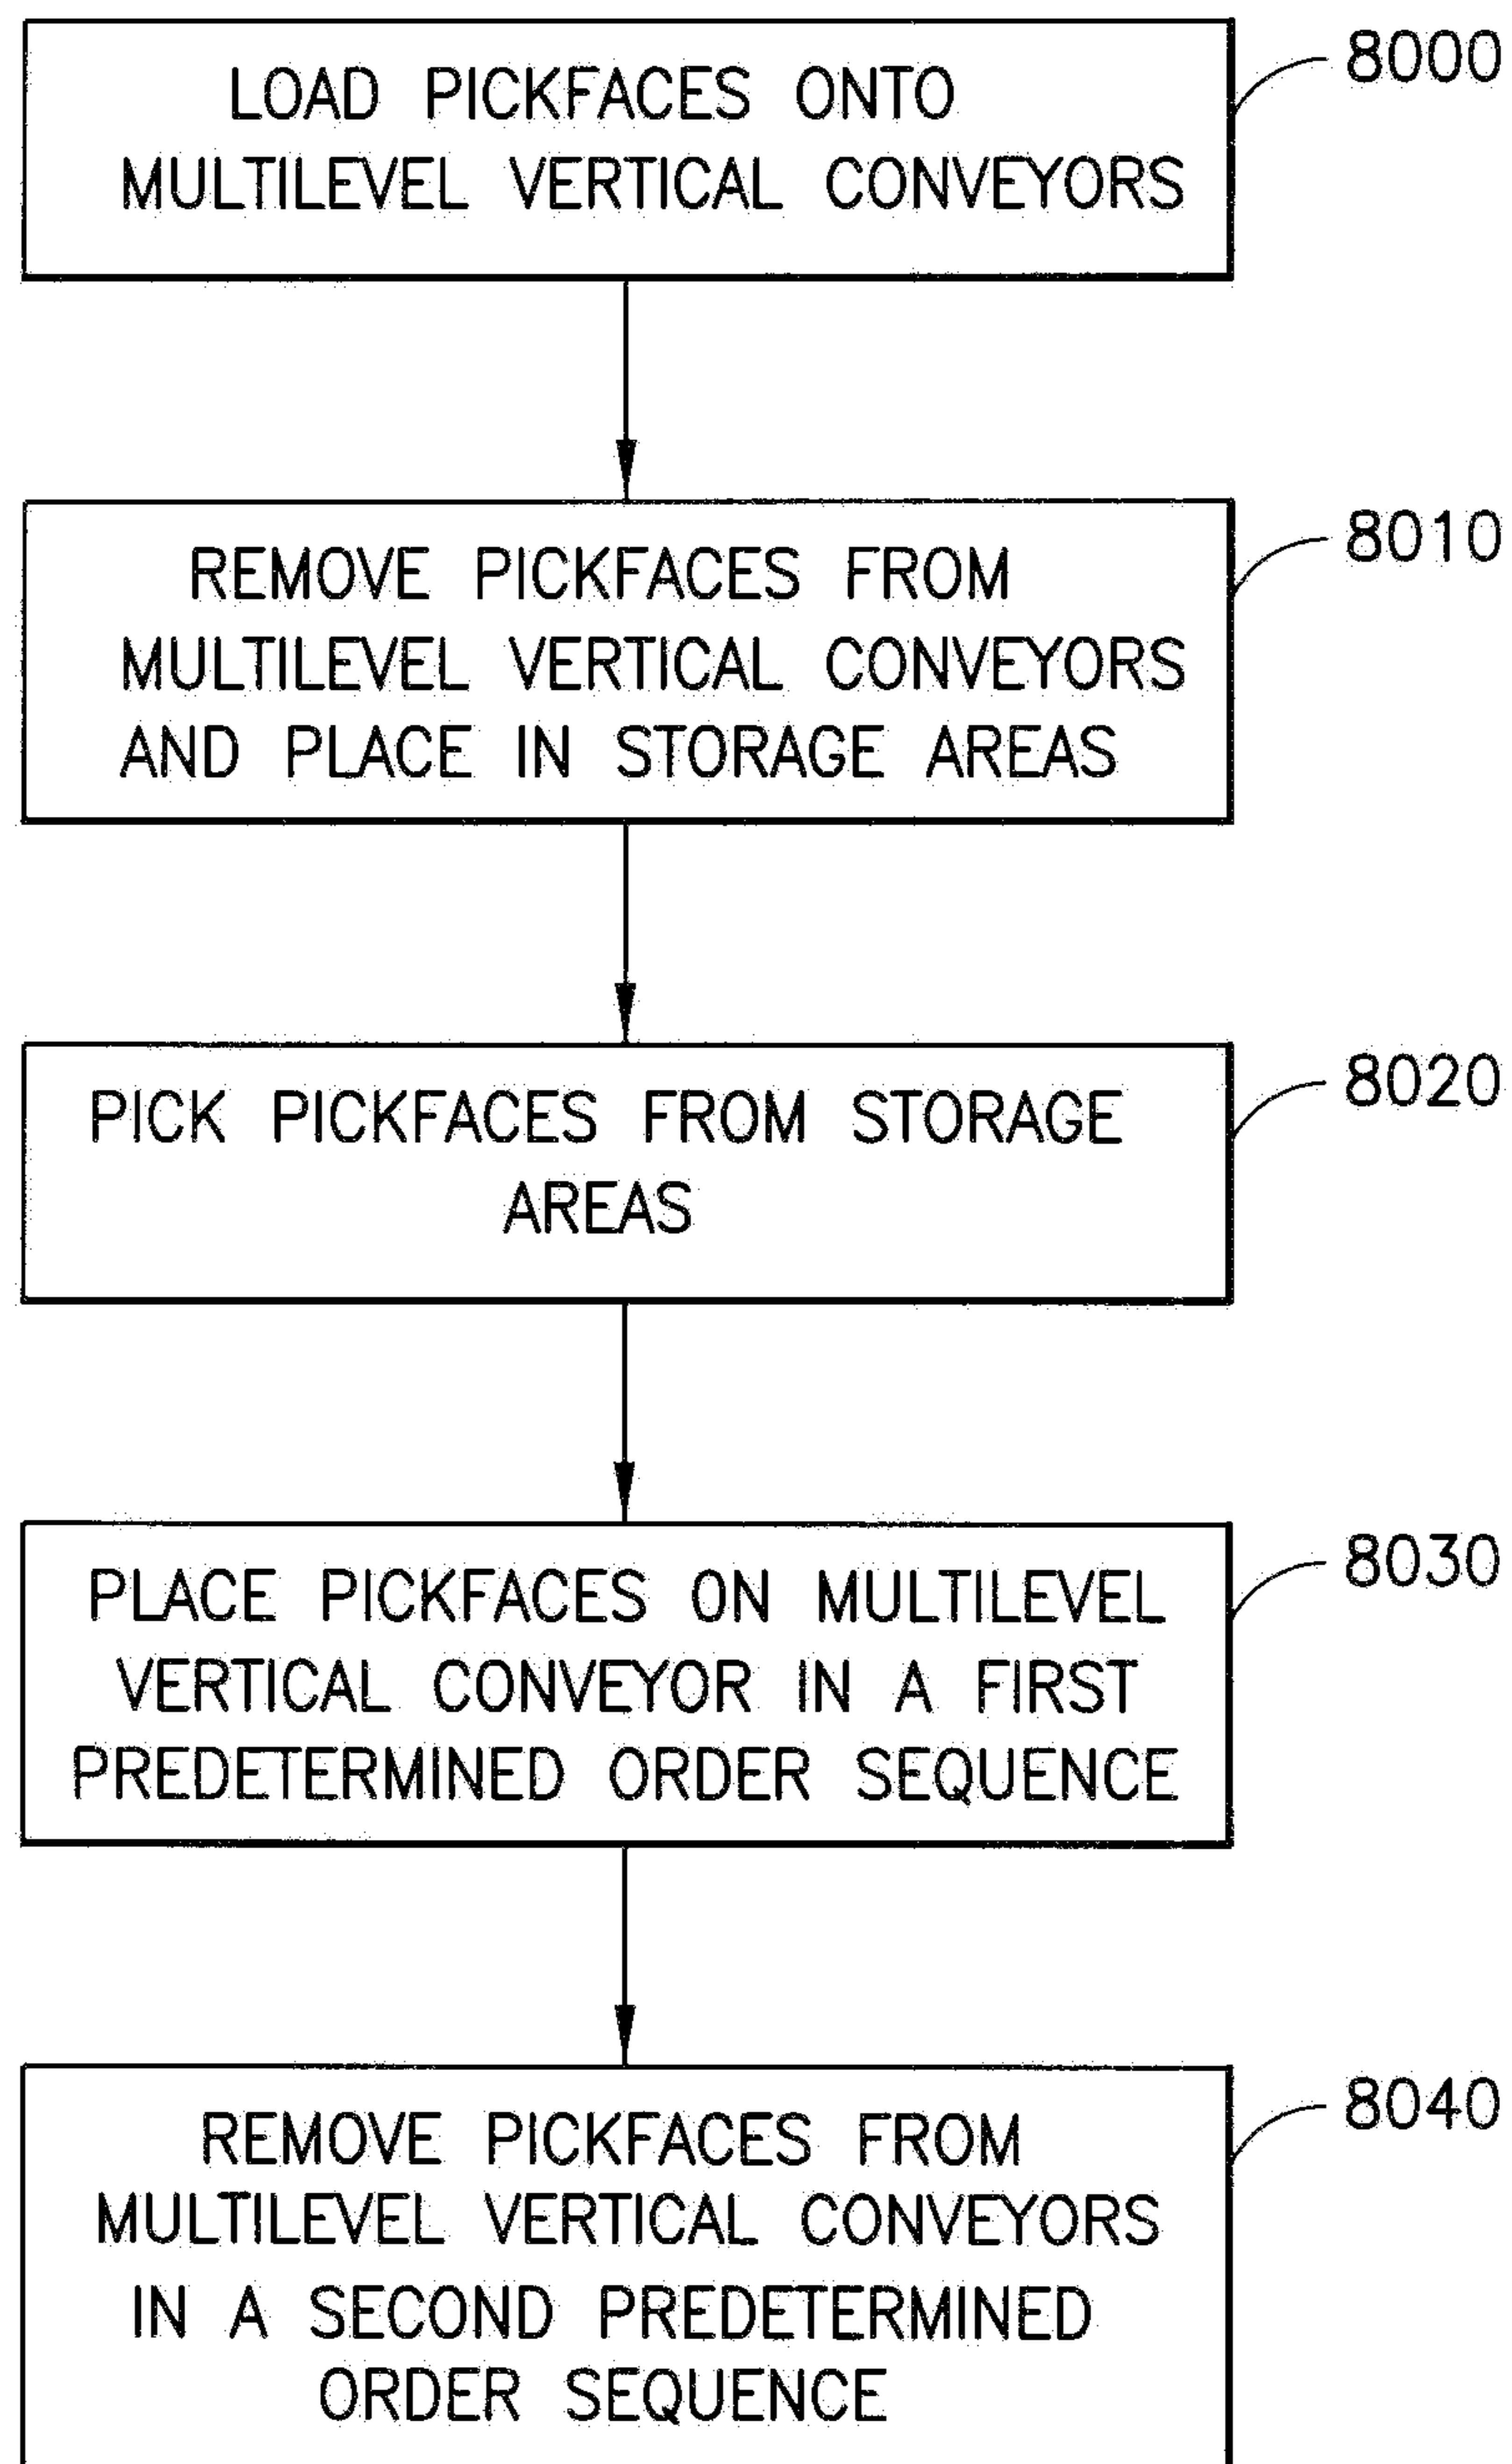 LOAD PICKFACES ONTO
MULTILEVEL VERTICAL CONVEYORS
8000
REMOVE PICKFACES FROM
MULTILEVEL VERTICAL CONVEYORS
AND PLACE IN STORAGE AREAS
8010
PICK PICKFACES FROM STORAGE
AREAS
8020
PLACE PICKFACES ON MULTILEVEL
VERTICAL CONVEYOR IN A FIRST
PREDETERMINED ORDER SEQUENCE
8030
REMOVE PICKFACES FROM
MULTILEVEL VERTICAL CONVEYORS
IN A SECOND PREDETERMINED
ORDER SEQUENCE
8040